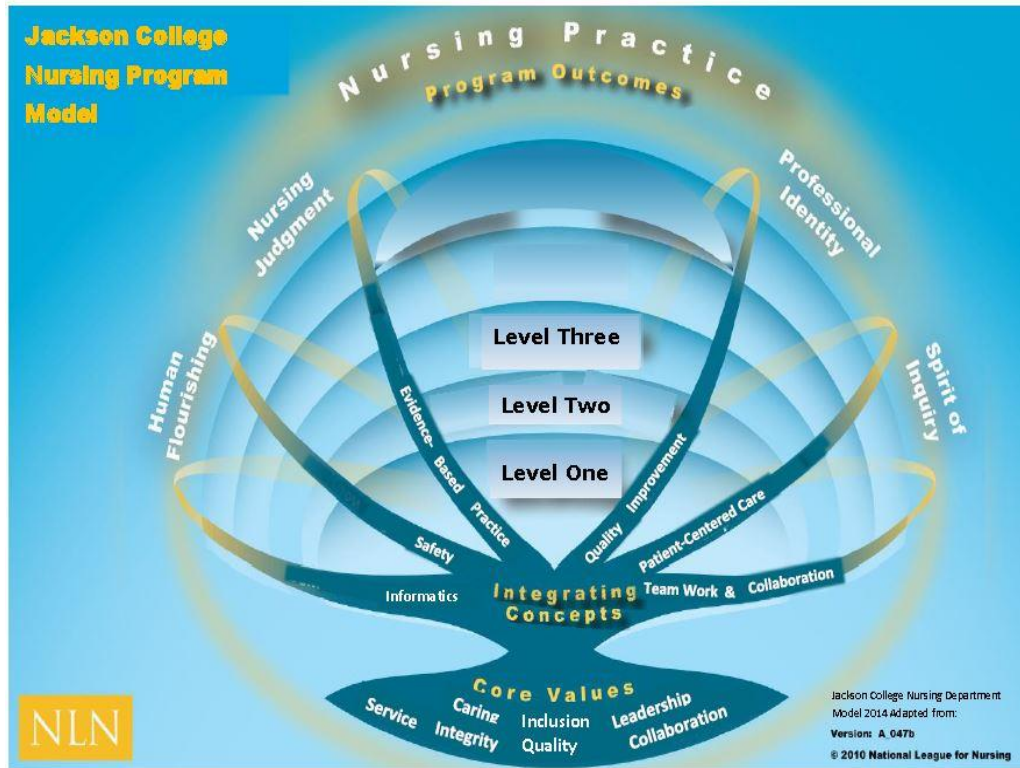 Jackson College
Nursing Program
Model
Nursing Practice
Program Outcomes
Nursing
Judgment
Professional
Identity
Human
Flourishing
Spirit of
Inquiry
Level Three
Level Two
Level One
Evidence-Based Practice
Quality Improvement
Safety
Patient-Centered Care
Informatics
Integrating
Concepts
Team Work & Collaboration
Core Values
Service Caring Inclusion Leadership
Integrity Quality Collaboration
NLN
Jackson College Nursing Department
Model 2014 Adapted from:
Version: A_047b
© 2010 National League for Nursing